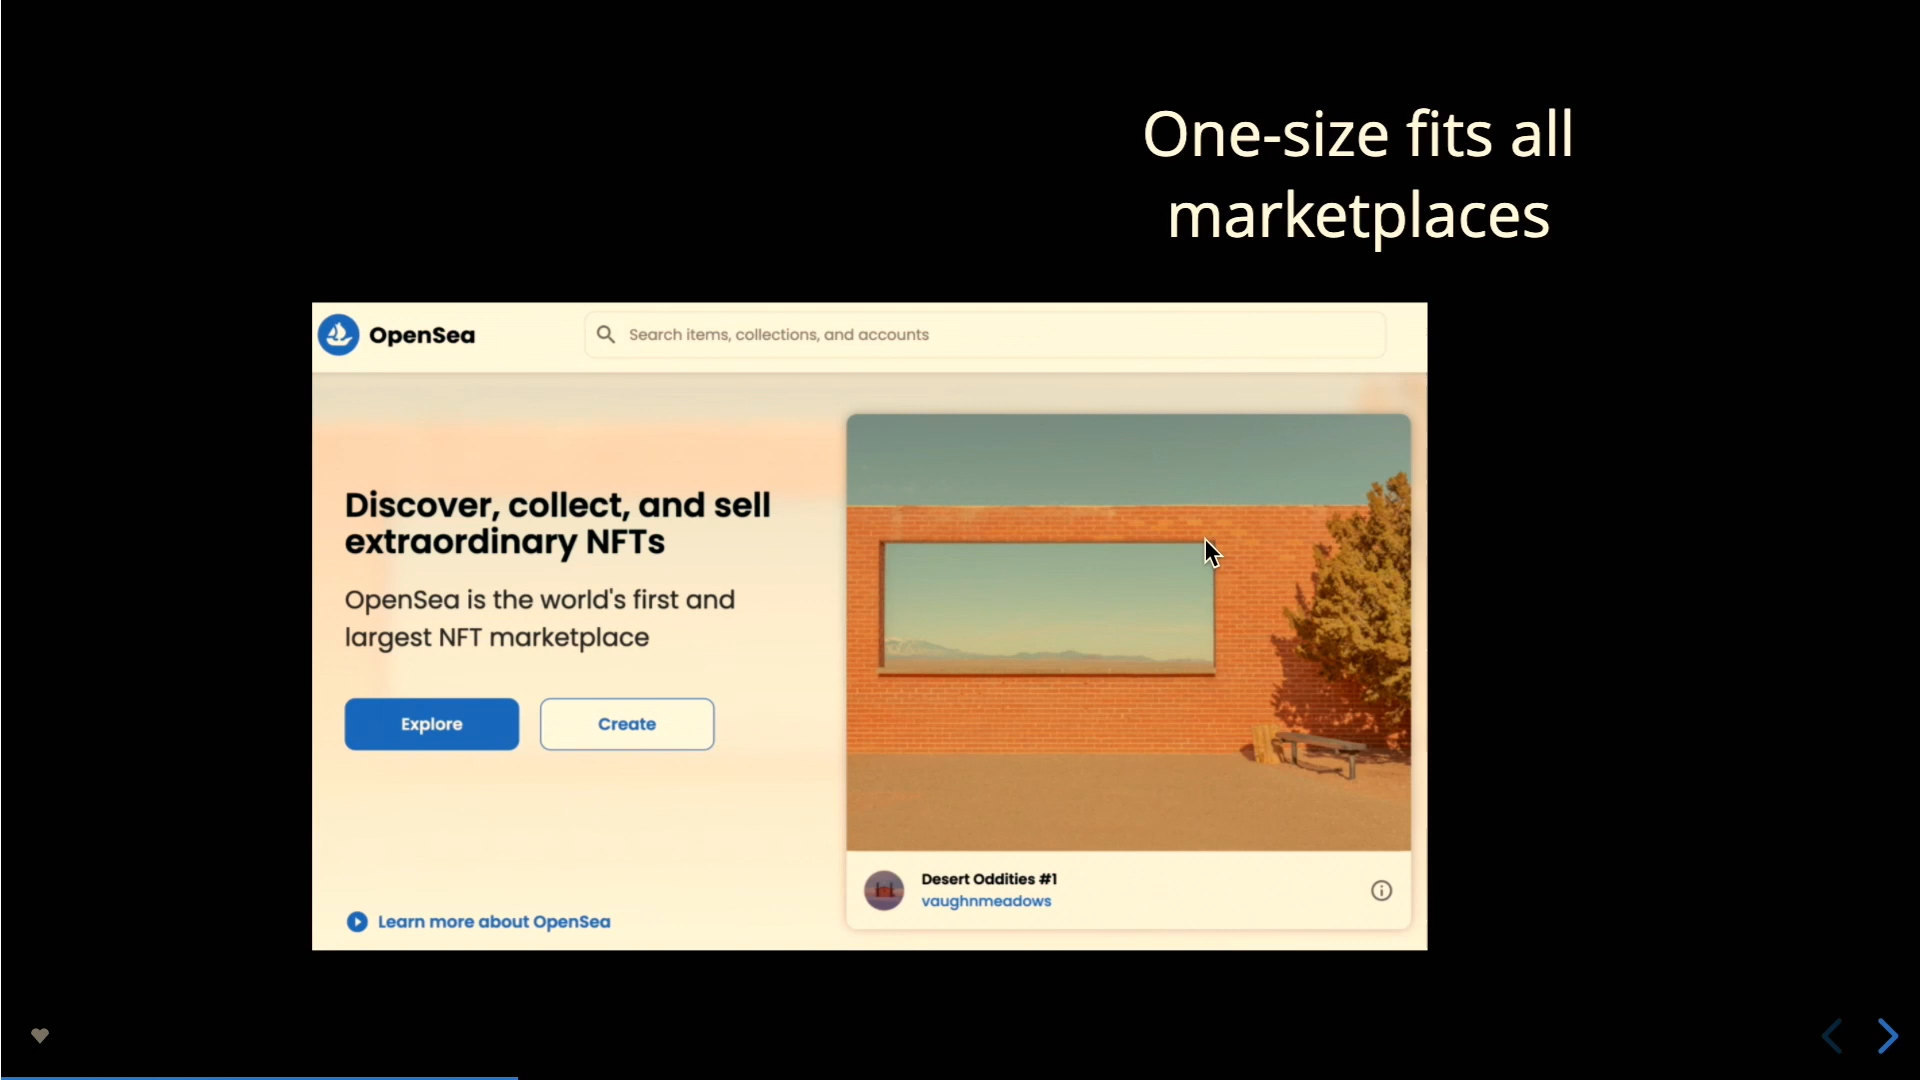 One-size fits all
marketplaces
OpenSea
Search items, collections, and accounts
Discover, collect, and sell
extraordinary NFTs
OpenSea is the world's first and
largest NFT marketplace
Explore
Create
Learn more about OpenSea
Desert Oddities #1
vaughnmeadows